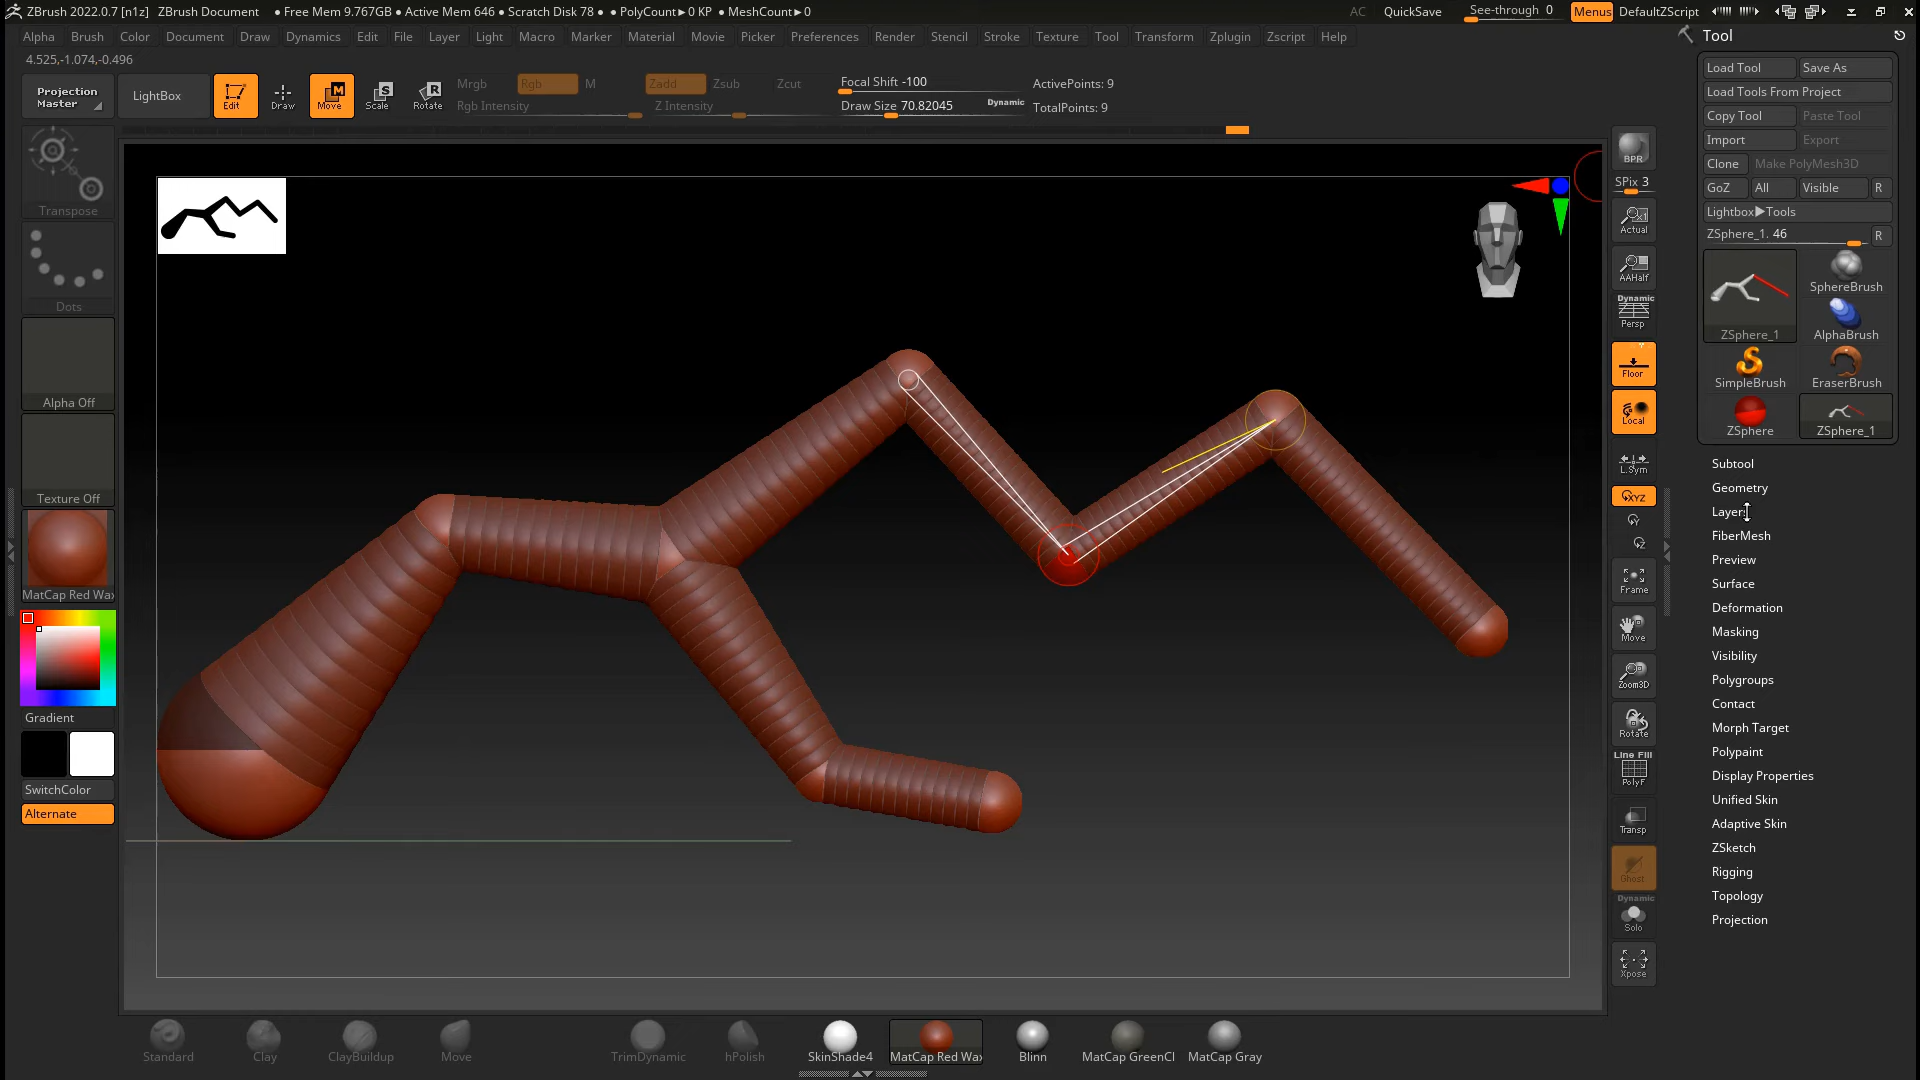 ZBrush 2022.0.7 [n1z] ZBrush Document ● Free Mem 9.767GB ● Active Mem 646 ● Scratch Disk 78 ● ● PolyCount ▸ 0 KP ● MeshCount ▸ 0 AC QuickSave See-through 0 Menus DefaultZScript
Alpha Brush Color Document Draw Dynamics Edit File Layer Light Macro Marker Material Movie Picker Preferences Render Stencil Stroke Texture Tool Transform Zplugin Zscript Help
4.525,-1.074,-0.496
Projection Master
LightBox
Edit
Draw
Move
Scale
Rotate
Mrgb Rgb M
Rgb Intensity
Zadd Zsub Zcut
Z Intensity
Focal Shift -100
Draw Size 70.82045 Dynamic
ActivePoints: 9
TotalPoints: 9
Transpose
Dots
Alpha Off
Texture Off
MatCap Red Wax
Gradient
SwitchColor
Alternate
BPR
SPix 3
Actual
AAHalf
Dynamic
Persp
Floor
Local
L.Sym
XYZ
Frame
Move
Zoom3D
Rotate
Line Fill
PolyF
Transp
Ghost
Dynamic
Solo
Xpose
Tool
Load Tool Save As
Load Tools From Project
Copy Tool Paste Tool
Import Export
Clone Make PolyMesh3D
GoZ All Visible R
Lightbox▶Tools
ZSphere_1. 46 R
ZSphere_1
SphereBrush
AlphaBrush
SimpleBrush
EraserBrush
ZSphere
ZSphere_1
Subtool
Geometry
Layers
FiberMesh
Preview
Surface
Deformation
Masking
Visibility
Polygroups
Contact
Morph Target
Polypaint
Display Properties
Unified Skin
Adaptive Skin
ZSketch
Rigging
Topology
Projection
Standard Clay ClayBuildup Move TrimDynamic hPolish SkinShade4 MatCap Red Wax Blinn MatCap GreenCl MatCap Gray